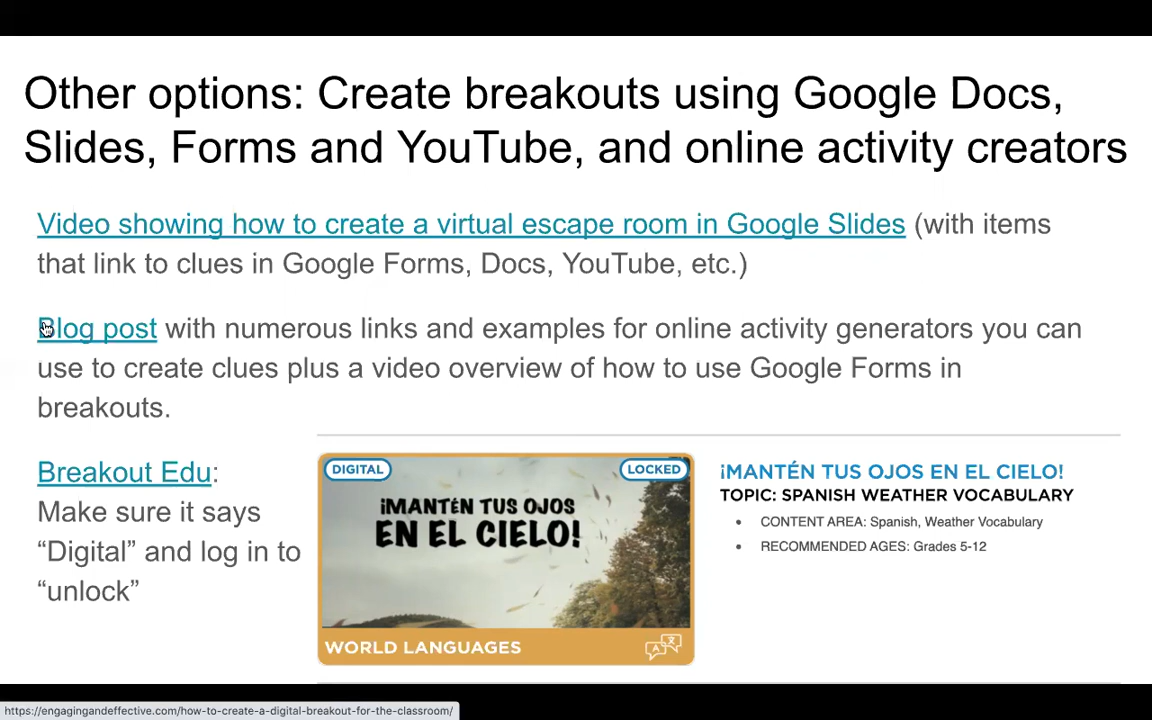 Other options: Create breakouts using Google Docs,
Slides, Forms and YouTube, and online activity creators
Video showing how to create a virtual escape room in Google Slides (with items
that link to clues in Google Forms, Docs, YouTube, etc.)
Blog post with numerous links and examples for online activity generators you can
use to create clues plus a video overview of how to use Google Forms in
breakouts.
Breakout Edu:
Make sure it says
“Digital” and log in to
“unlock”
DIGITAL
LOCKED
¡MANTÉN TUS OJOS
EN EL CIELO!
WORLD LANGUAGES
¡MANTÉN TUS OJOS EN EL CIELO!
TOPIC: SPANISH WEATHER VOCABULARY
• CONTENT AREA: Spanish, Weather Vocabulary
• RECOMMENDED AGES: Grades 5-12
https://engagingandeffective.com/how-to-create-a-digital-breakout-for-the-classroom/